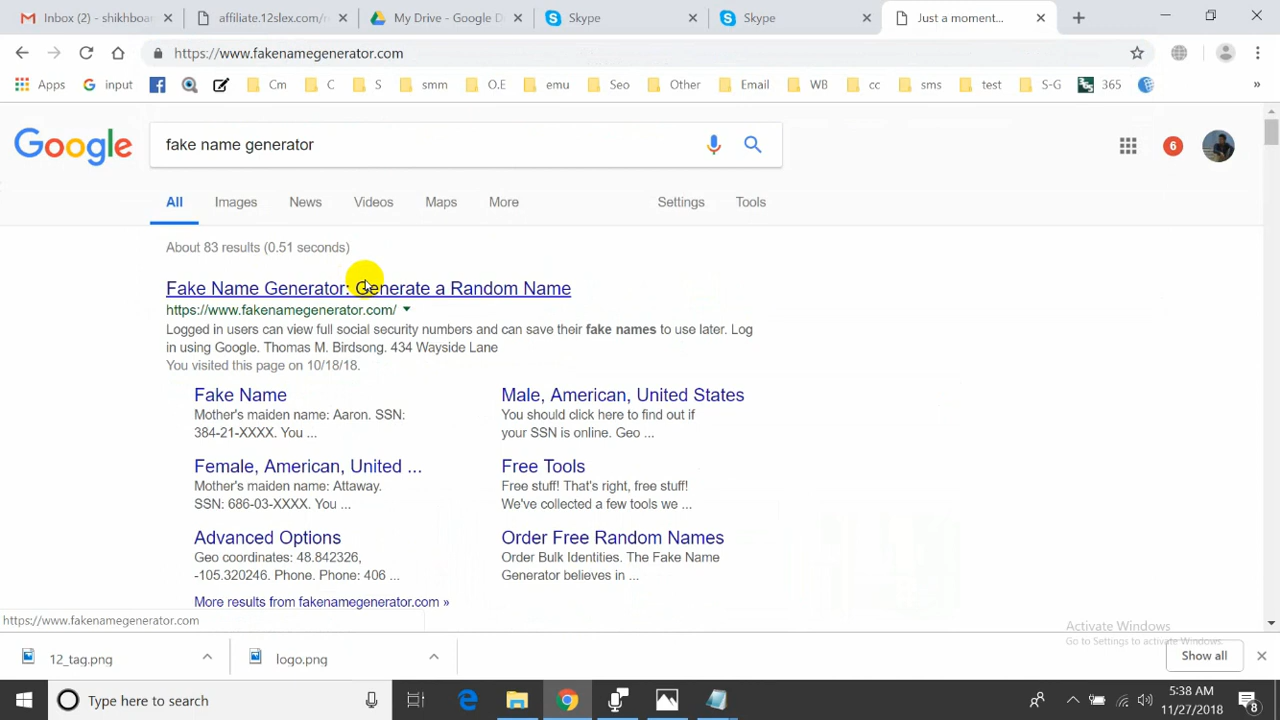 Inbox (2) - shikhboar
affiliate.12slex.com/r
My Drive - Google D
Skype
Skype
Just a moment...
https://www.fakenamegenerator.com
Apps
input
Cm
C
S
smm
O.E
emu
Seo
Other
Email
WB
cc
sms
test
S-G
365
»
Google
fake name generator
6
All
Images
News
Videos
Maps
More
Settings
Tools
About 83 results (0.51 seconds)
Fake Name Generator: Generate a Random Name
https://www.fakenamegenerator.com/
Logged in users can view full social security numbers and can save their fake names to use later. Log
in using Google. Thomas M. Birdsong. 434 Wayside Lane
You visited this page on 10/18/18.
Fake Name
Mother's maiden name: Aaron. SSN:
384-21-XXXX. You ...
Male, American, United States
You should click here to find out if
your SSN is online. Geo ...
Female, American, United ...
Mother's maiden name: Attaway.
SSN: 686-03-XXXX. You ...
Free Tools
Free stuff! That's right, free stuff!
We've collected a few tools we ...
Advanced Options
Geo coordinates: 48.842326,
-105.320246. Phone. Phone: 406 ...
Order Free Random Names
Order Bulk Identities. The Fake Name
Generator believes in ...
More results from fakenamegenerator.com »
https://www.fakenamegenerator.com
Activate Windows
Go to Settings to activate Windows.
12_tag.png
logo.png
Show all
Type here to search
5:38 AM
11/27/2018
8